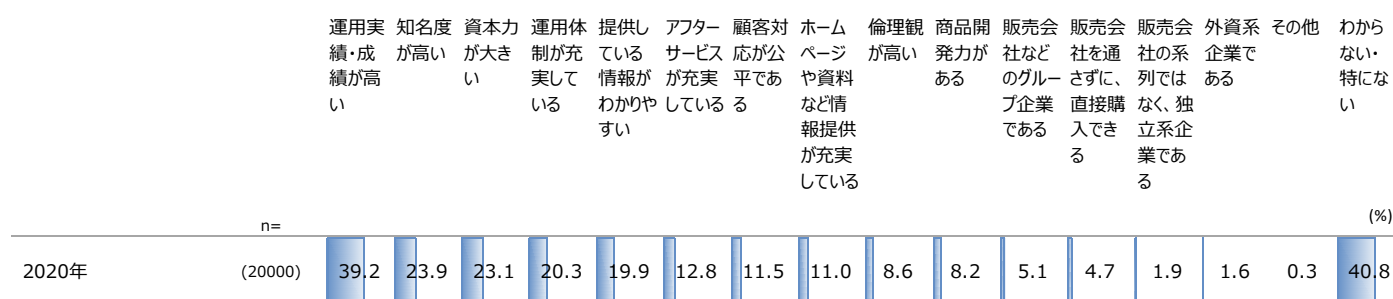 運用実績・成績が高い
知名度が高い
資本力が大きい
運用体制が充実している
提供している情報がわかりやすい
アフターサービスが充実している
顧客対応が公平である
ホームページや資料など情報提供が充実している
倫理観が高い
商品開発力がある
販売会社などのグループ企業である
販売会社を通さずに、直接購入できる
販売会社の系列ではなく、独立系企業である
外資系企業である
その他
わからない・特にない
(%)
n=
2020年 (20000) 39.2 23.9 23.1 20.3 19.9 12.8 11.5 11.0 8.6 8.2 5.1 4.7 1.9 1.6 0.3 40.8